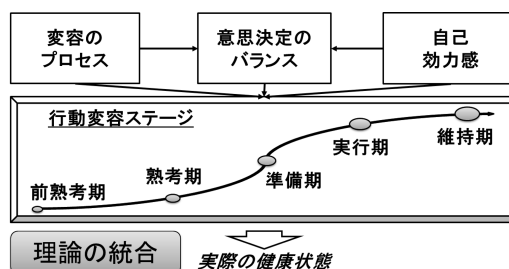 変容の
プロセス
意思決定の
バランス
自己
効力感
行動変容ステージ
前熟考期
熟考期
準備期
実行期
維持期
理論の統合
実際の健康状態